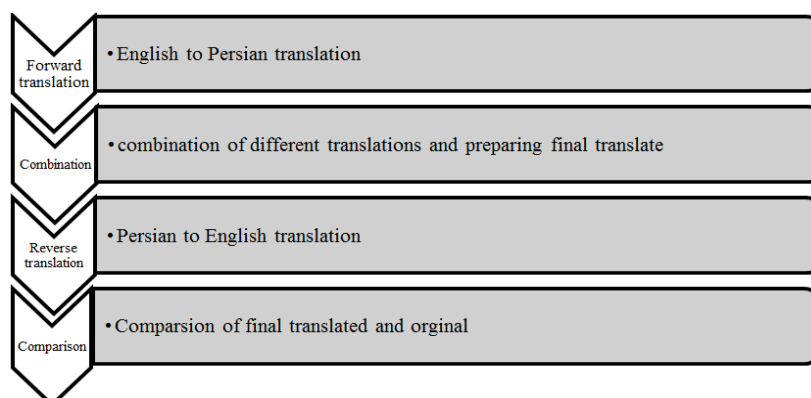 Forward
translation
• English to Persian translation
Combination
• combination of different translations and preparing final translate
Reverse
translation
• Persian to English translation
Comparison
• Comparsion of final translated and orginal